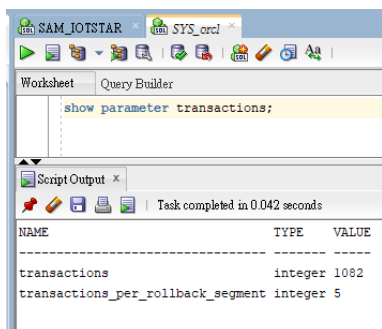 SAM_IOTSTAR × SYS_orcl ×
Worksheet Query Builder
show parameter transactions;
Script Output ×
Task completed in 0.042 seconds
NAME TYPE VALUE
-------------------------------- ------- -----
transactions integer 1082
transactions_per_rollback_segment integer 5